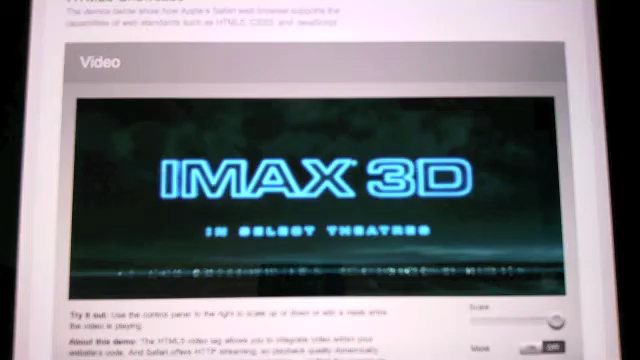 The demos below show how Apple's Safari web browser supports the
capabilities of web standards such as HTML5, CSS3, and JavaScript.
Video
IMAX 3D
IN SELECT THEATRES
Try it out: Use the control panel to the right to scale up or down or add a mask while
the video is playing.
Scale
Mask
Off
About this demo: The HTML5 video tag allows you to integrate video within your
website's code. And Safari offers HTTP streaming, so playback quality dynamically